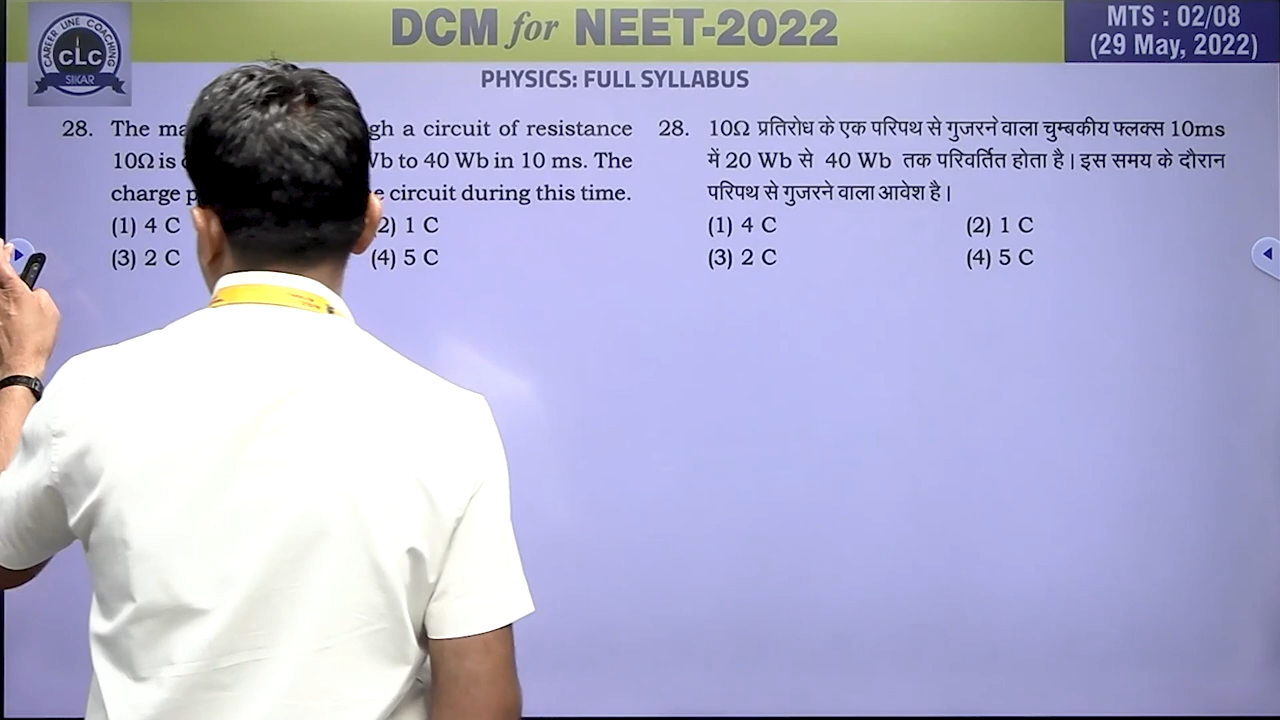 CAREER LINE COACHING
CLC
SIKAR
DCM for NEET-2022
MTS : 02/08
(29 May, 2022)
PHYSICS: FULL SYLLABUS
28. The gh a circuit of resistance
10Ω is Wb to 40 Wb in 10 ms. The
charge circuit during this time.
(1) 4 C 2) 1 C
(3) 2 C (4) 5 C
28. 10Ω प्रतिरोध के एक परिपथ से गुजरने वाला चुम्बकीय फ्लक्स 10ms
में 20 Wb से 40 Wb तक परिवर्तित होता है। इस समय के दौरान
परिपथ से गुजरने वाला आवेश है।
(1) 4 C (2) 1 C
(3) 2 C (4) 5 C